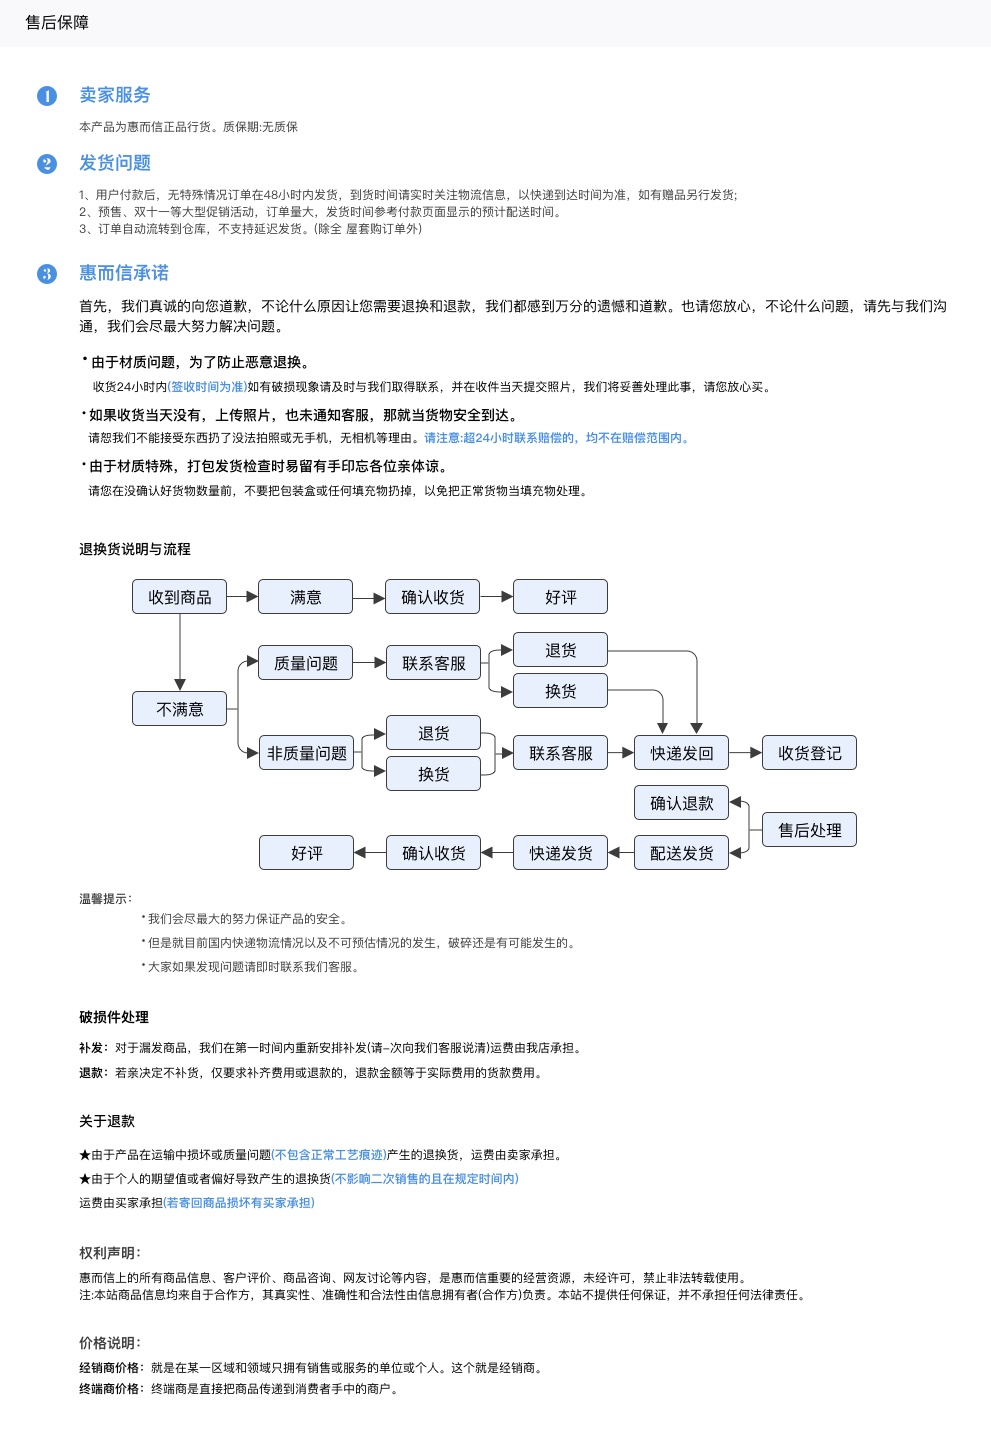 售后保障
1 卖家服务
本产品为惠而信正品行货。质保期:无质保
2 发货问题
1、用户付款后，无特殊情况订单在48小时内发货，到货时间请实时关注物流信息，以快递到达时间为准，如有赠品另行发货;
2、预售、双十一等大型促销活动，订单量大，发货时间参考付款页面显示的预计配送时间。
3、订单自动流转到仓库，不支持延迟发货。(除全 屋套购订单外)
3 惠而信承诺
首先，我们真诚的向您道歉，不论什么原因让您需要退换和退款，我们都感到万分的遗憾和道歉。也请您放心，不论什么问题，请先与我们沟
通，我们会尽最大努力解决问题。
• 由于材质问题，为了防止恶意退换。
收货24小时内(签收时间为准)如有破损现象请及时与我们取得联系，并在收件当天提交照片，我们将妥善处理此事，请您放心买。
• 如果收货当天没有，上传照片，也未通知客服，那就当货物安全到达。
请恕我们不能接受东西扔了没法拍照或无手机，无相机等理由。请注意:超24小时联系赔偿的，均不在赔偿范围内。
• 由于材质特殊，打包发货检查时易留有手印忘各位亲体谅。
请您在没确认好货物数量前，不要把包装盒或任何填充物扔掉，以免把正常货物当填充物处理。
退换货说明与流程
收到商品 满意 确认收货 好评
退货
质量问题 联系客服
换货
不满意
退货
非质量问题 联系客服 快递发回 收货登记
换货
确认退款
售后处理
好评 确认收货 快递发货 配送发货
温馨提示：
• 我们会尽最大的努力保证产品的安全。
• 但是就目前国内快递物流情况以及不可预估情况的发生，破碎还是有可能发生的。
• 大家如果发现问题请即时联系我们客服。
破损件处理
补发：对于漏发商品，我们在第一时间内重新安排补发(请–次向我们客服说清)运费由我店承担。
退款：若亲决定不补货，仅要求补齐费用或退款的，退款金额等于实际费用的货款费用。
关于退款
★由于产品在运输中损坏或质量问题(不包含正常工艺痕迹)产生的退换货，运费由卖家承担。
★由于个人的期望值或者偏好导致产生的退换货(不影响二次销售的且在规定时间内)
运费由买家承担(若寄回商品损坏有买家承担)
权利声明：
惠而信上的所有商品信息、客户评价、商品咨询、网友讨论等内容，是惠而信重要的经营资源，未经许可，禁止非法转载使用。
注:本站商品信息均来自于合作方，其真实性、准确性和合法性由信息拥有者(合作方)负责。本站不提供任何保证，并不承担任何法律责任。
价格说明：
经销商价格：就是在某一区域和领域只拥有销售或服务的单位或个人。这个就是经销商。
终端商价格：终端商是直接把商品传递到消费者手中的商户。